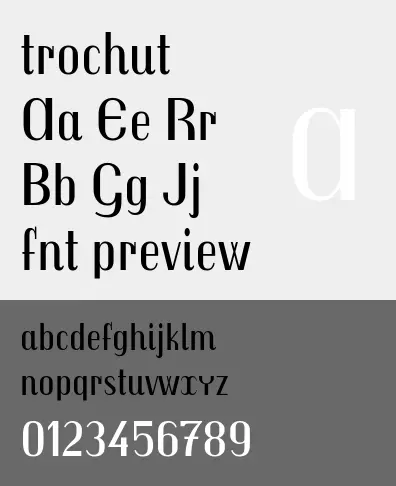 trochut
Aa Ee Rr
a
Bb Gg Jj
fnt preview
abcdefghijklm
nopqrstuvwxyz
0123456789